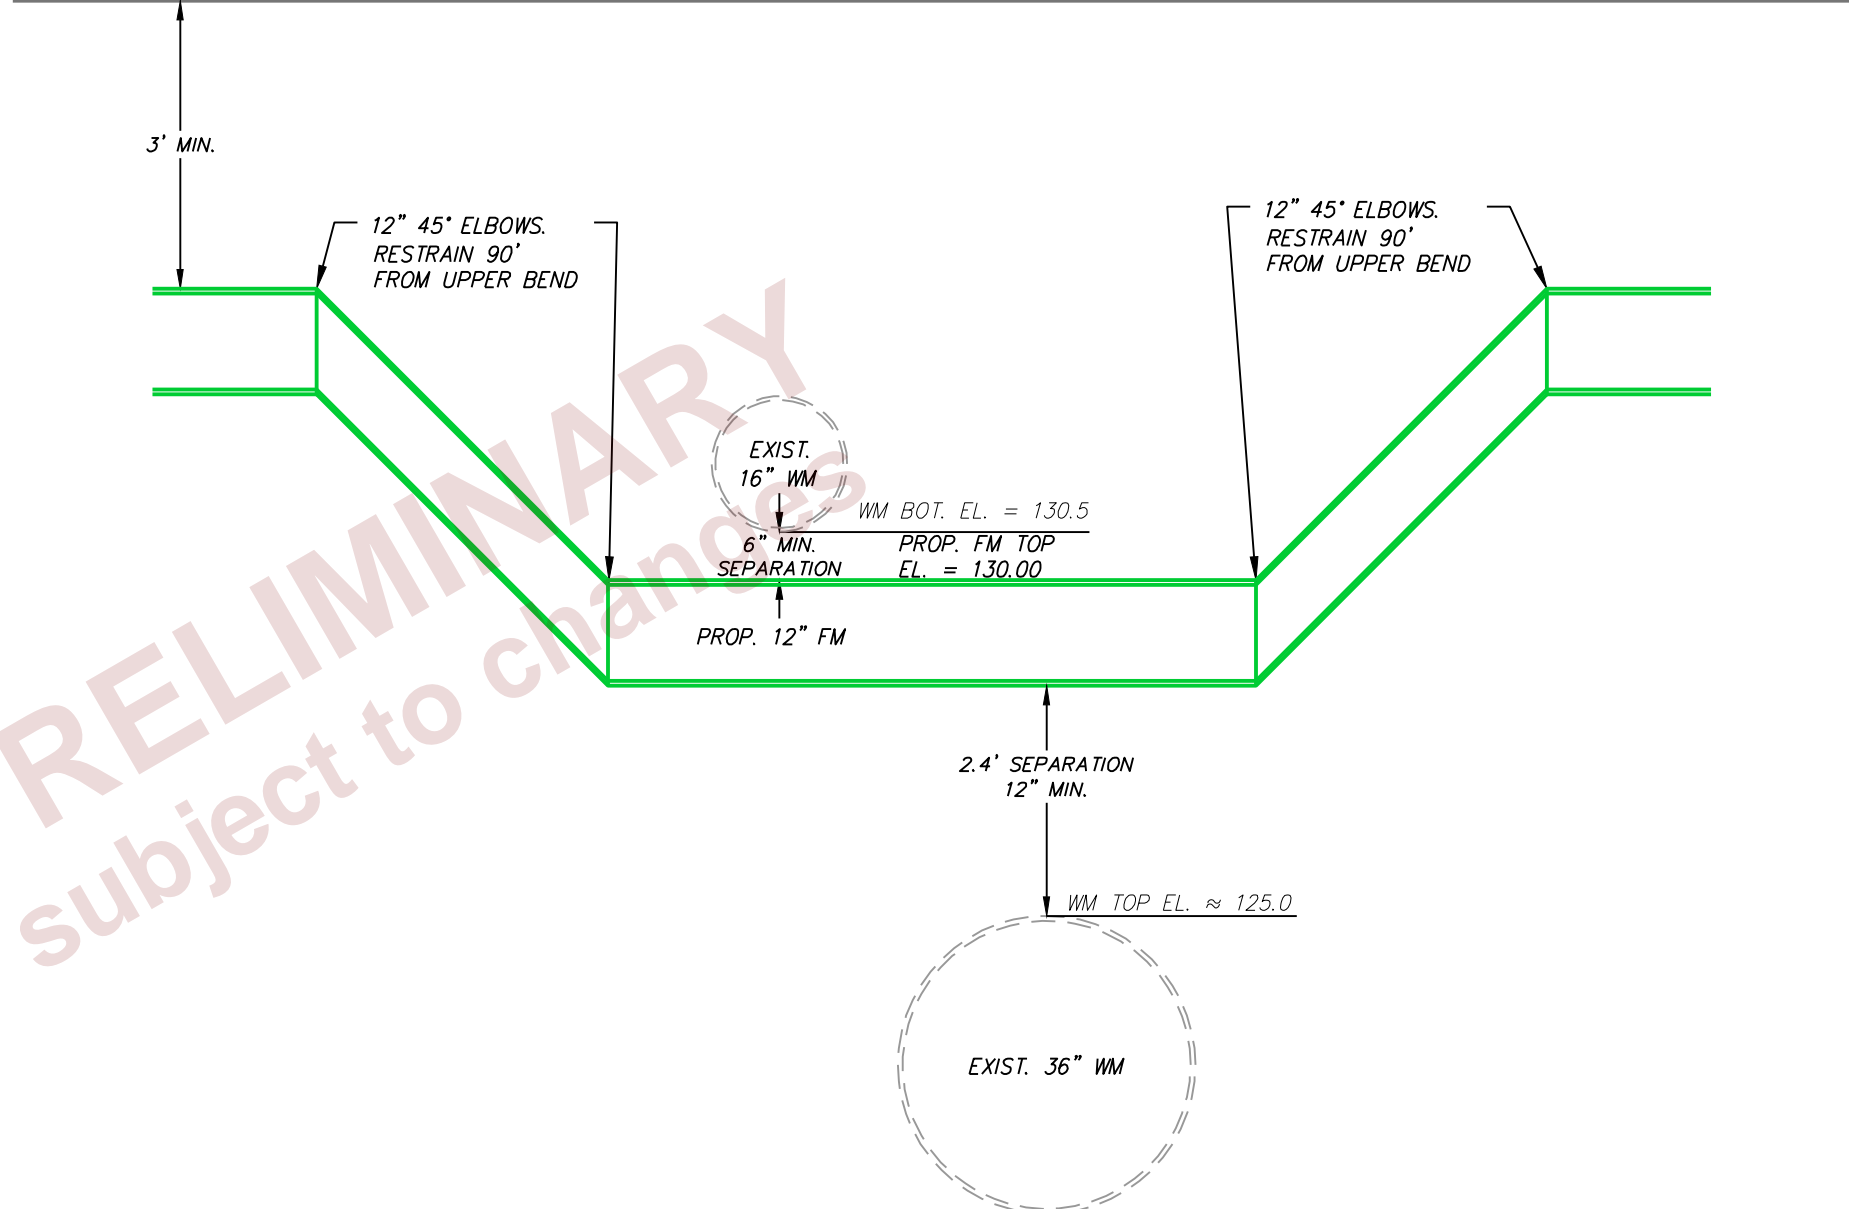 3' MIN.
12" 45° ELBOWS.
RESTRAIN 90'
FROM UPPER BEND
12" 45° ELBOWS.
RESTRAIN 90'
FROM UPPER BEND
EXIST.
16" WM
WM BOT. EL. = 130.5
6" MIN.
SEPARATION
PROP. FM TOP
EL. = 130.00
PROP. 12" FM
2.4' SEPARATION
12" MIN.
WM TOP EL. ≈ 125.0
EXIST. 36" WM
RELIMINARY
subject to changes